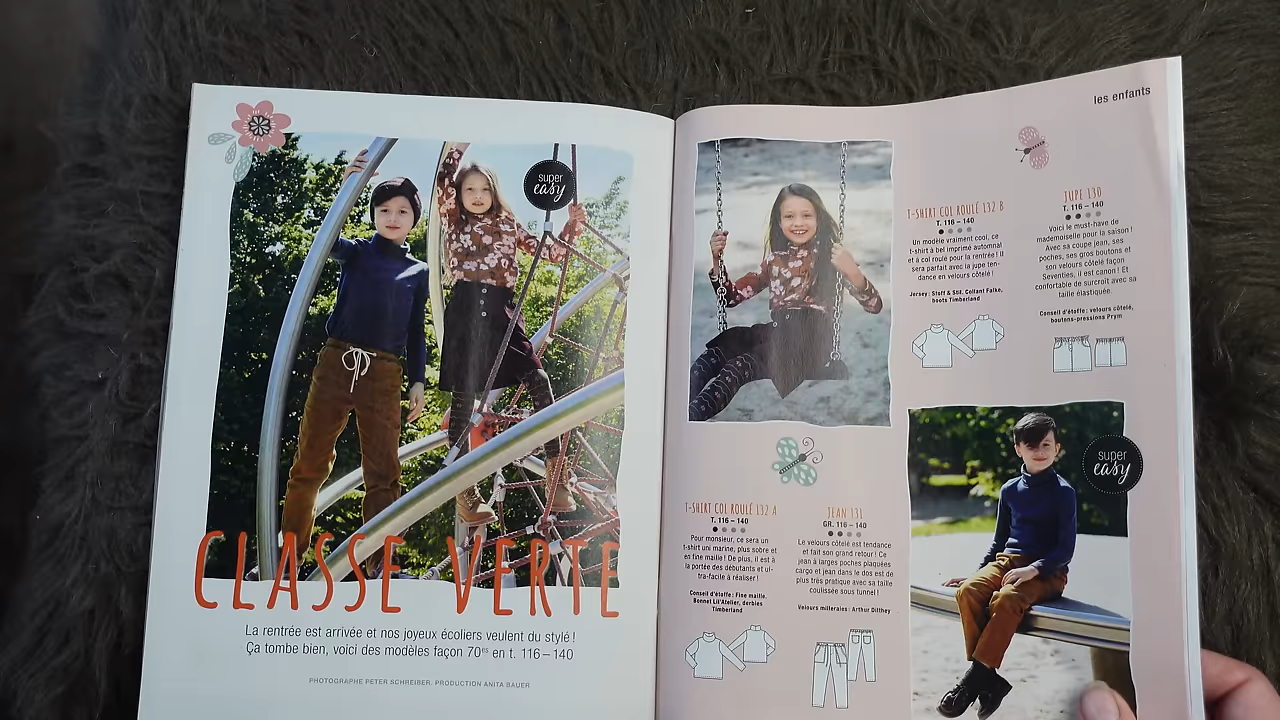 super
easy
CLASSE VERTE
La rentrée est arrivée et nos joyeux écoliers veulent du style !
Ça tombe bien, voici des modèles façon 70es en t. 116 – 140
PHOTOGRAPHE PETER SCHREIBER. PRODUCTION ANITA BAUER
les enfants
T-SHIRT COL ROULÉ 132 B
T. 116 – 140
Un modèle vraiment cool, ce
t-shirt à bel imprimé automnal
et à col roulé pour la rentrée ! Il
sera parfait avec la jupe ten-
dance en velours côtelé !
Jersey : Stoff & Stil. Collant Falke,
boots Timberland
JUPE 130
T. 116 – 140
Voici le must-have de
mademoiselle pour la saison !
Avec sa coupe jean, ses
poches, ses gros boutons et
son velours côtelé façon
Seventies, il est canon ! Et
confortable de surcroît avec sa
taille élastiquée.
Conseil d'étoffe : velours côtelé,
boutons-pressions Prym
T-SHIRT COL ROULÉ 132 A
T. 116 – 140
Pour monsieur, ce sera un
t-shirt uni marine, plus sobre et
en fine maille ! De plus, il est à
la portée des débutants et ul-
tra-facile à réaliser !
Conseil d'étoffe : Fine maille.
Bonnet Lil'Atelier, derbies
Timberland
JEAN 131
GR. 116 – 140
Le velours côtelé est tendance
et fait son grand retour ! Ce
jean à larges poches plaquées
cargo et jean dans le dos est de
plus très pratique avec sa taille
coulissée sous tunnel !
Velours milleraies : Arthur Ditthey
super
easy